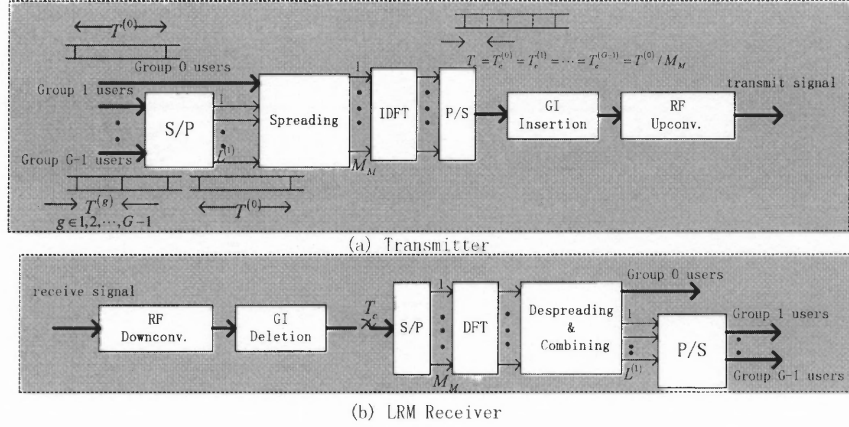 T^{(0)}
Group 0 users
Group 1 users
Group G-1 users
S/P
1
L^{(1)}
Spreading
1
M_M
IDFT
P/S
T_c = T_c^{(0)} = T_c^{(1)} = ⋯ = T_c^{(G-1)} = T^{(0)} / M_M
GI
Insertion
RF
Upconv.
transmit signal
T^{(g)}
g ∈ 1, 2, ⋯, G-1
T^{(0)}
(a) Transmitter
receive signal
RF
Downconv.
GI
Deletion
T_c
S/P
1
M_M
DFT
Despreading
&
Combining
Group 0 users
1
L^{(1)}
P/S
Group 1 users
Group G-1 users
(b) LRM Receiver